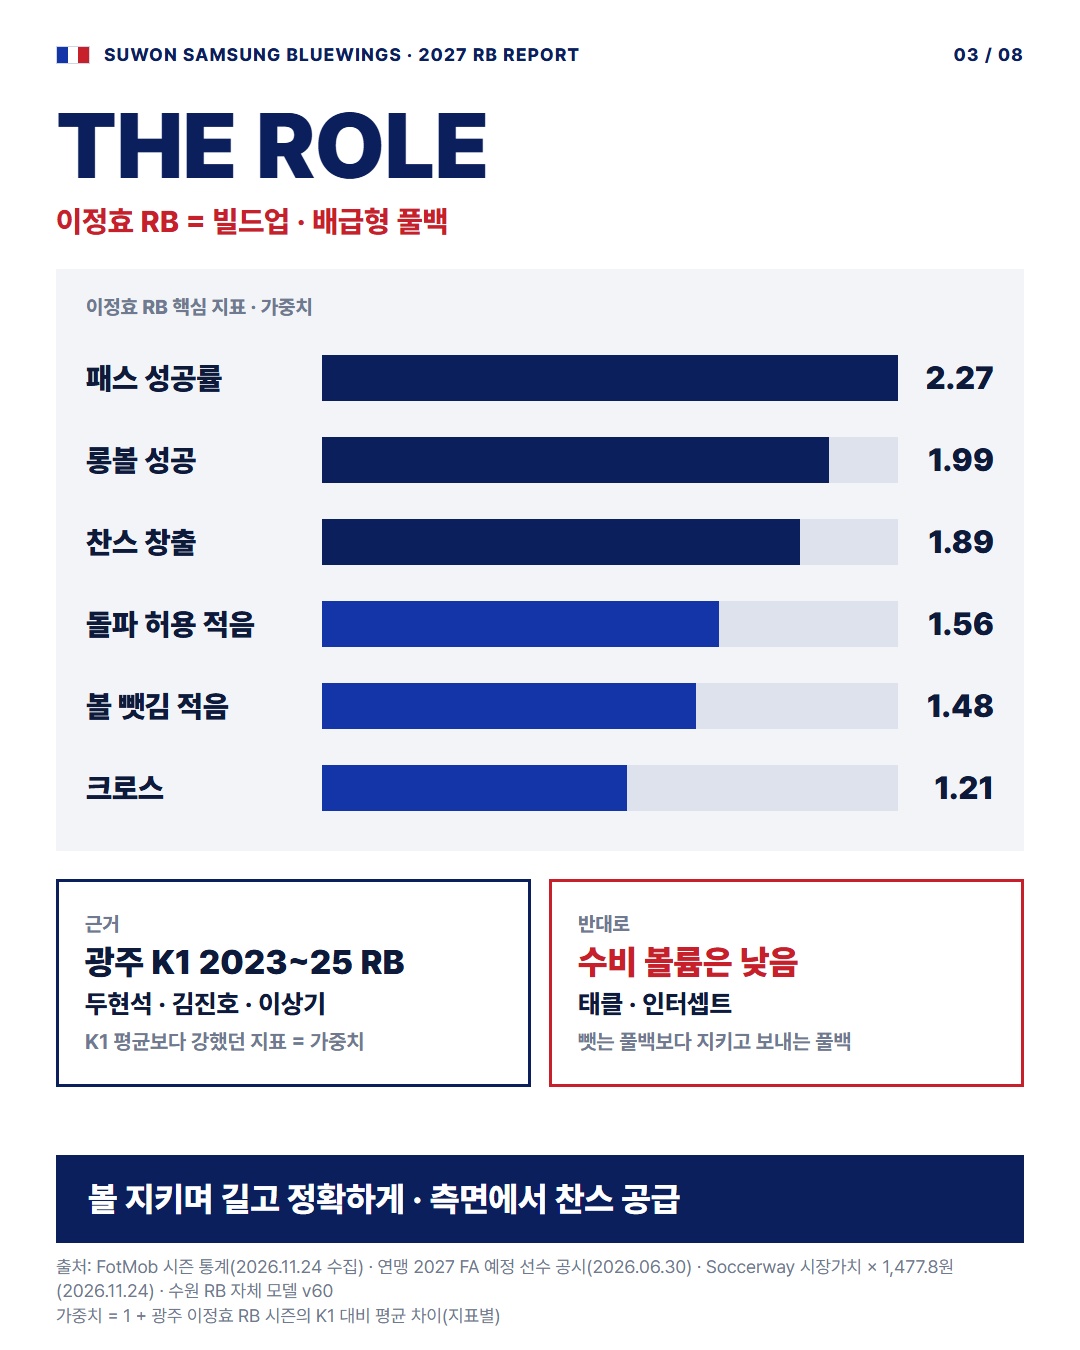 SUWON SAMSUNG BLUEWINGS · 2027 RB REPORT
03 / 08
THE ROLE
이정효 RB = 빌드업 · 배급형 풀백
이정효 RB 핵심 지표 · 가중치
패스 성공률 2.27
롱볼 성공 1.99
찬스 창출 1.89
돌파 허용 적음 1.56
볼 뺏김 적음 1.48
크로스 1.21
근거
광주 K1 2023~25 RB
두현석 · 김진호 · 이상기
K1 평균보다 강했던 지표 = 가중치
반대로
수비 볼륨은 낮음
태클 · 인터셉트
뺏는 풀백보다 지키고 보내는 풀백
볼 지키며 길고 정확하게 · 측면에서 찬스 공급
출처: FotMob 시즌 통계(2026.11.24 수집) · 연맹 2027 FA 예정 선수 공시(2026.06.30) · Soccerway 시장가치 × 1,477.8원
(2026.11.24) · 수원 RB 자체 모델 v60
가중치 = 1 + 광주 이정효 RB 시즌의 K1 대비 평균 차이(지표별)